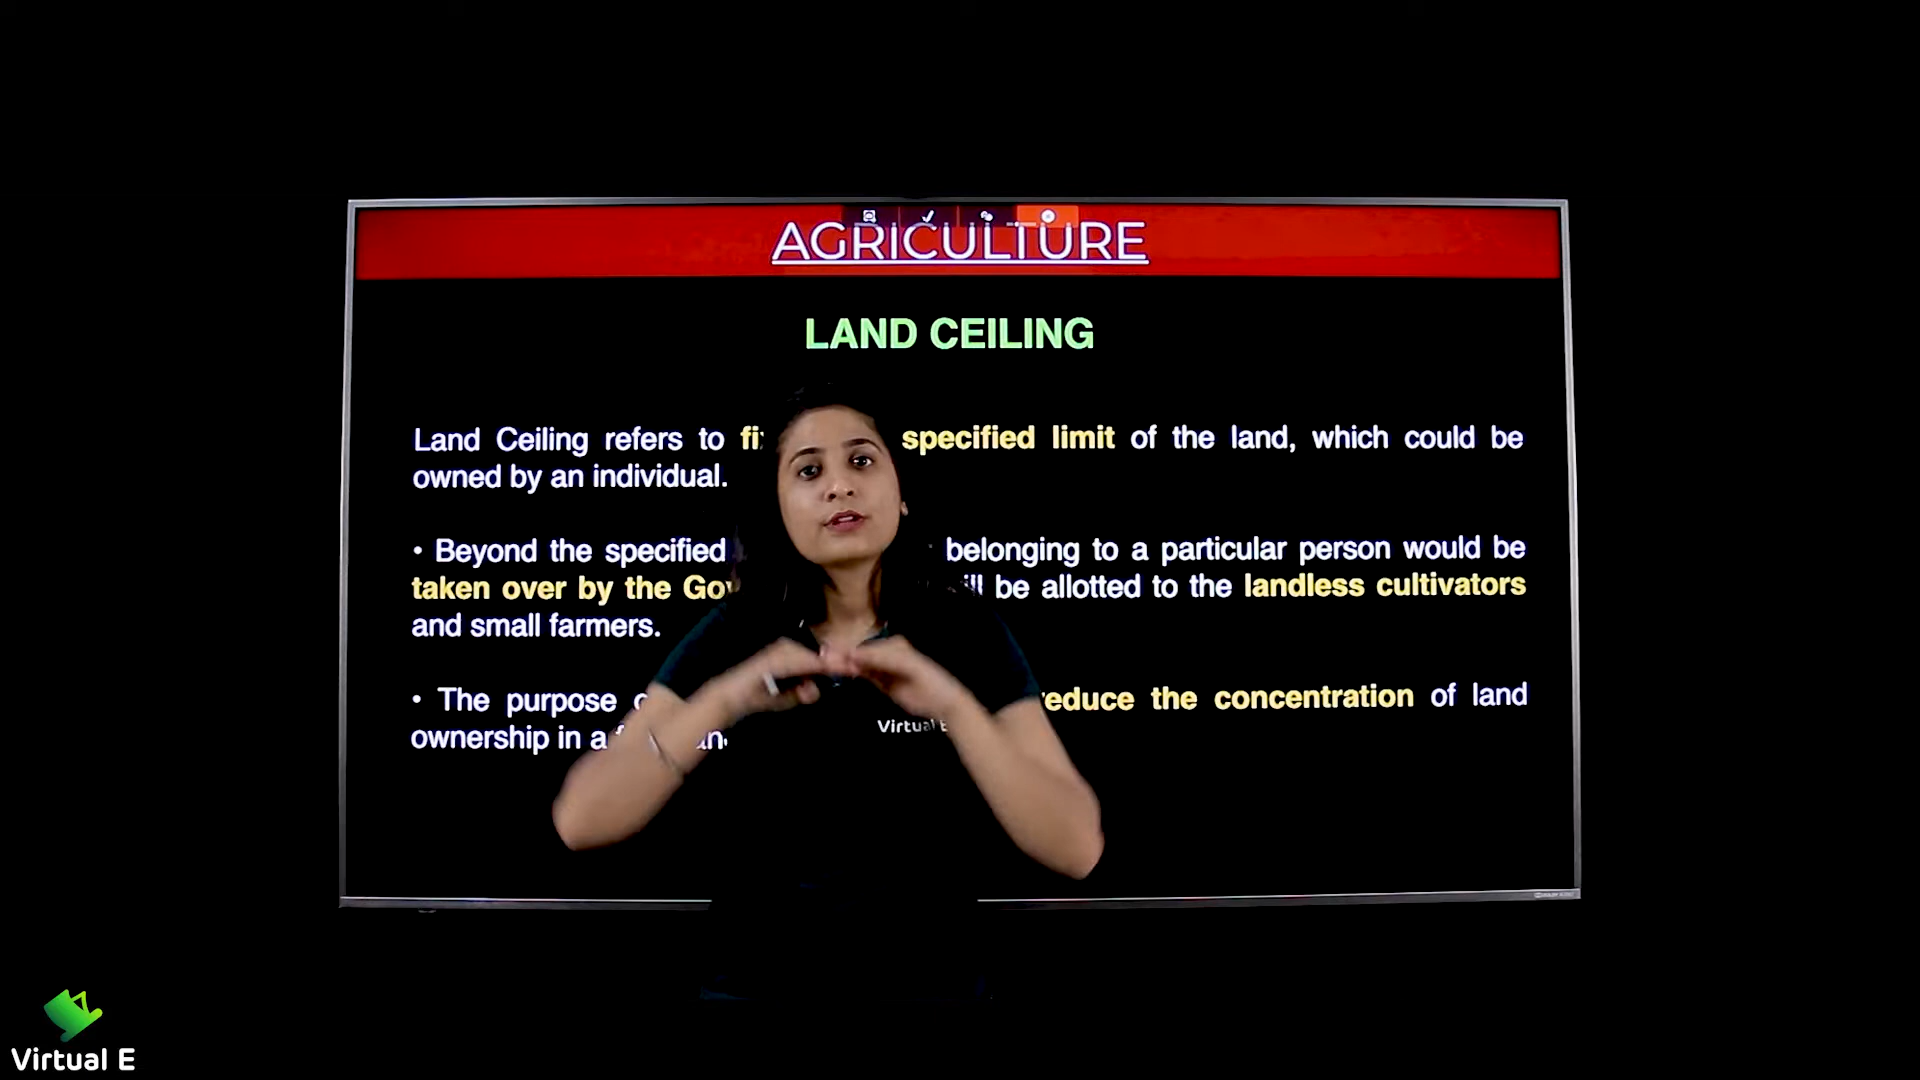 AGRICULTURE
LAND CEILING
Land Ceiling refers to specified limit of the land, which could be
owned by an individual.
• Beyond the specified belonging to a particular person would be
taken over by the be allotted to the landless cultivators
and small farmers.
• The purpose reduce the concentration of land
ownership in a
Virtual E
Virtual E